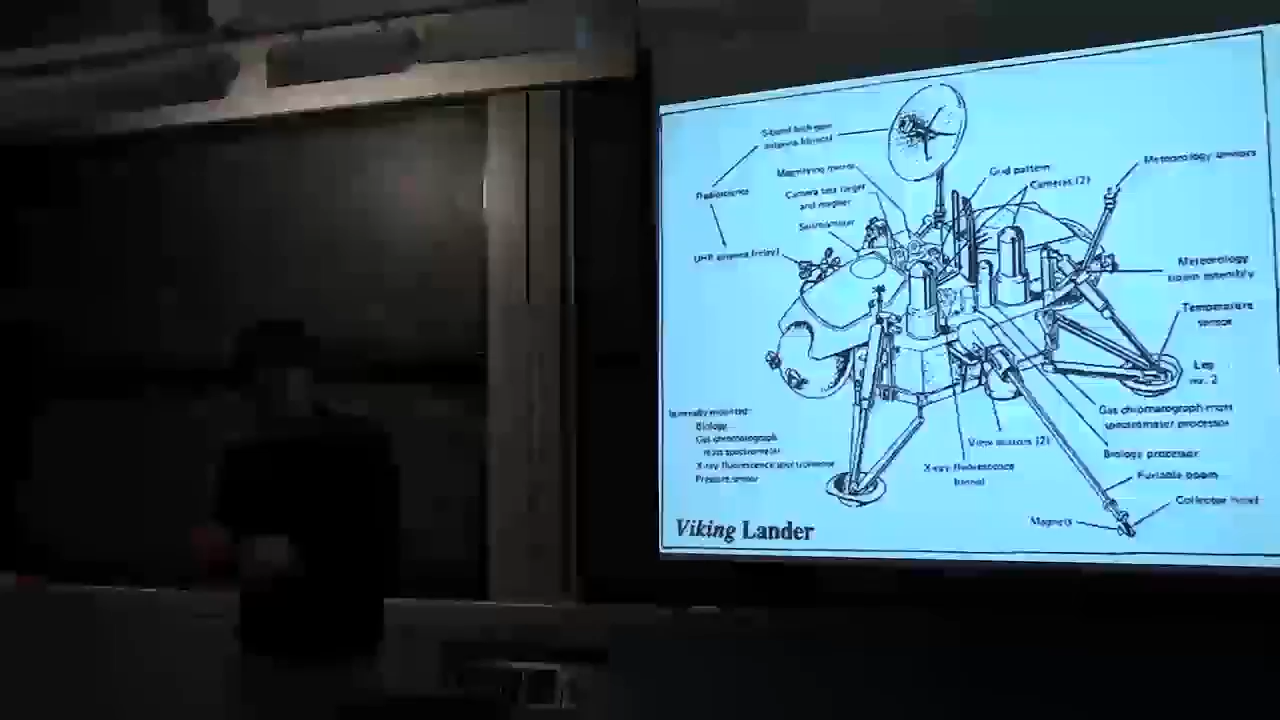 S-band high-gain
antenna (direct)
Magnifying mirror
Camera test target
and magnet
Radioscience
Seismometer
UHF antenna (relay)
Grid pattern
Cameras (2)
Meteorology sensors
Meteorology
boom assembly
Temperature
sensor
Leg
no. 2
Gas chromatograph mass
spectrometer processor
Biology processor
Furlable boom
Collector head
Magnets
View mirrors (2)
X-ray fluorescence
funnel
Internally mounted:
Biology
Gas chromatograph
mass spectrometer
X-ray fluorescence spectrometer
Pressure sensor
Viking Lander